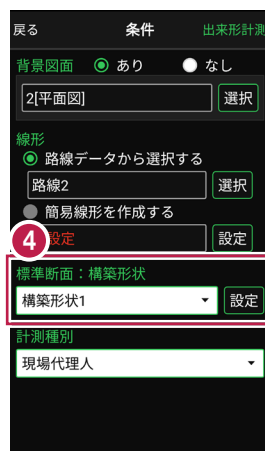 戻る 条件 出来形計測
背景図面 あり なし
2[平面図] 選択
線形
路線データから選択する
路線2 選択
簡易線形を作成する
4 設定 設定
標準断面：構築形状
構築形状1 設定
計測種別
現場代理人